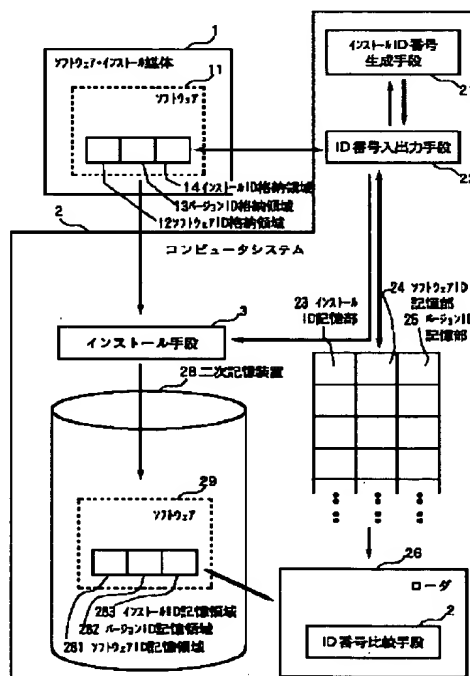 1
ソフトウェア・インストール媒体
11
ソフトウェア
14インストールID格納領域
13バージョンID格納領域
12ソフトウェアID格納領域
インストールID番号
生成手段
21
ID番号入出力手段
22
2
コンピュータシステム
3
インストール手段
23 インストール
ID記憶部
24 ソフトウェアID
記憶部
25 バージョンID
記憶部
28二次記憶装置
29
ソフトウェア
283 インストールID記憶領域
282 バージョンID記憶領域
281 ソフトウェアID記憶領域
26
ローダ
2
ID番号比較手段